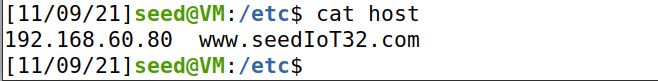 [11/09/21]seed@VM:/etc$ cat host
192.168.60.80  www.seedIoT32.com
[11/09/21]seed@VM:/etc$